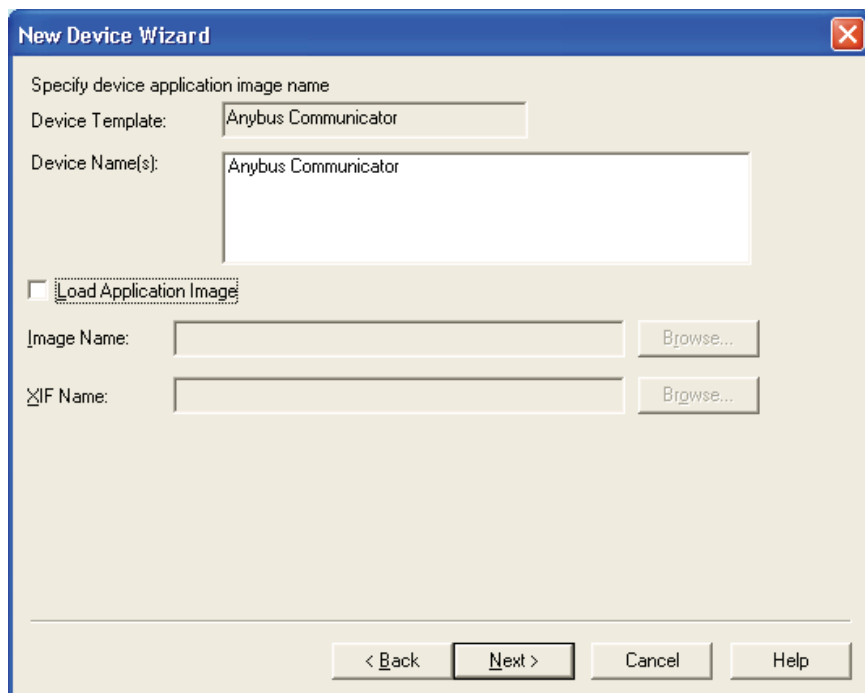 New Device Wizard
Specify device application image name
Device Template: Anybus Communicator
Device Name(s): Anybus Communicator
Load Application Image
Image Name: Browse...
XIF Name: Browse...
< Back Next > Cancel Help